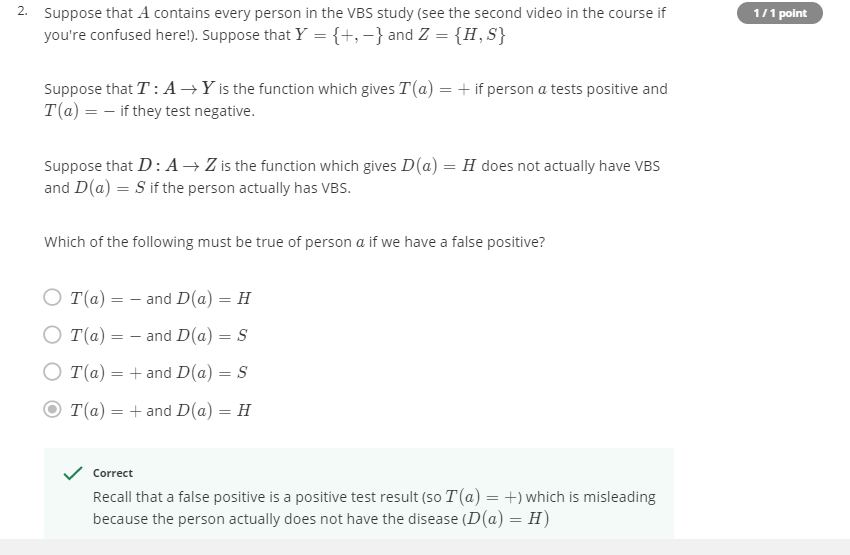 2. Suppose that A contains every person in the VBS study (see the second video in the course if 1 / 1 point
you're confused here!). Suppose that Y = {+, −} and Z = {H, S}
Suppose that T : A → Y is the function which gives T(a) = + if person a tests positive and
T(a) = − if they test negative.
Suppose that D : A → Z is the function which gives D(a) = H does not actually have VBS
and D(a) = S if the person actually has VBS.
Which of the following must be true of person a if we have a false positive?
T(a) = − and D(a) = H
T(a) = − and D(a) = S
T(a) = + and D(a) = S
T(a) = + and D(a) = H
Correct
Recall that a false positive is a positive test result (so T(a) = +) which is misleading
because the person actually does not have the disease (D(a) = H)